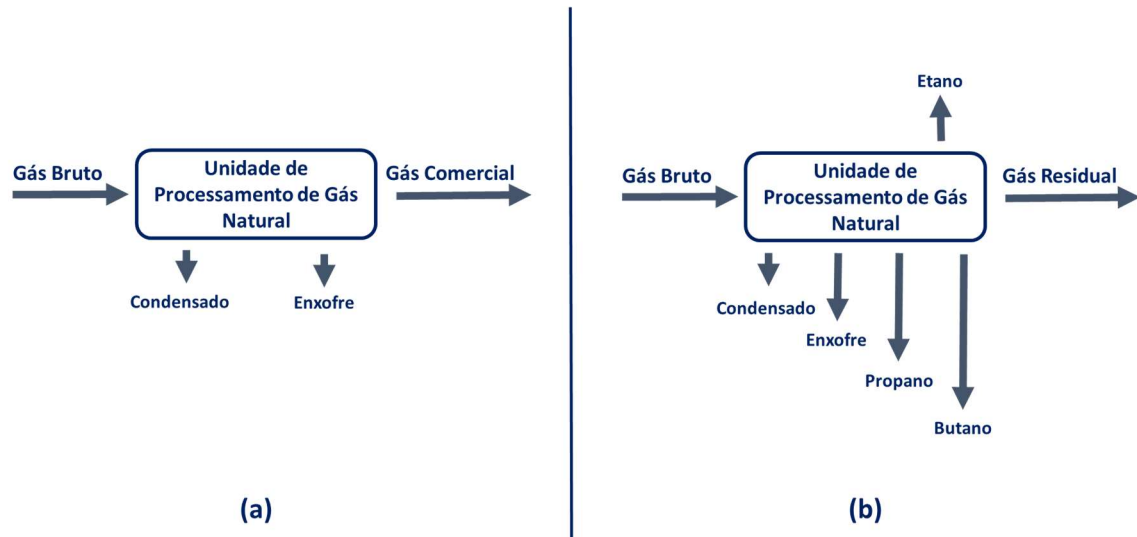 Gás Bruto
Unidade de
Processamento de Gás
Natural
Gás Comercial
Condensado
Enxofre
(a)
Etano
Gás Bruto
Unidade de
Processamento de Gás
Natural
Gás Residual
Condensado
Enxofre
Propano
Butano
(b)